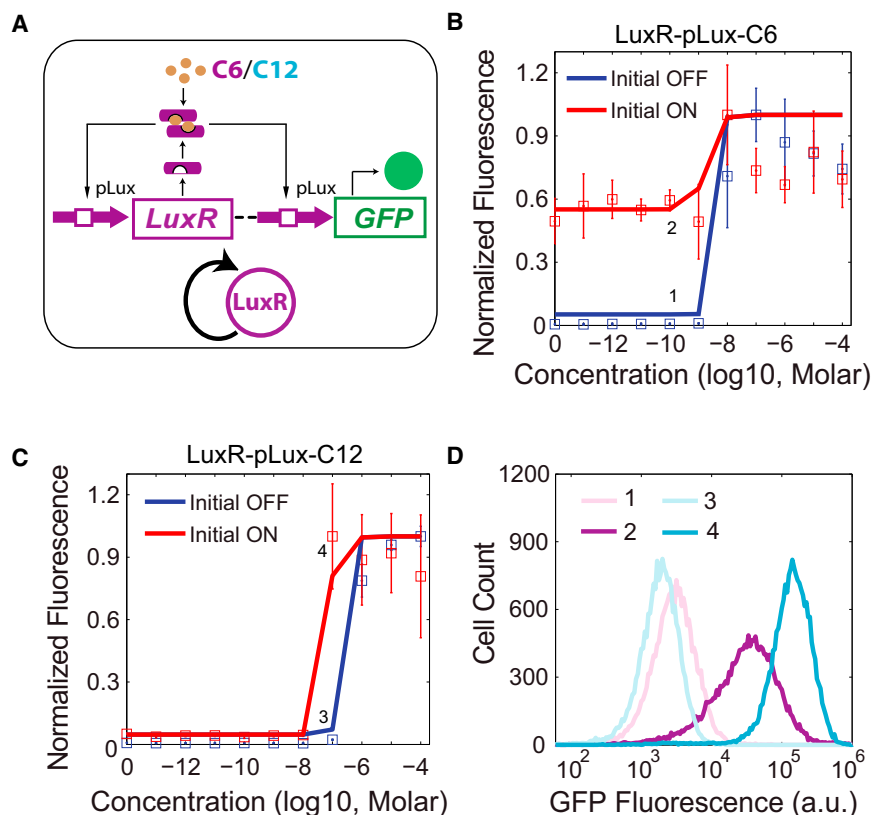 A
C6/C12
pLux
pLux
LuxR
GFP
LuxR
B
LuxR-pLux-C6
Initial OFF
Initial ON
1.2
0.9
0.6
0.3
0
2
1
0 −12 −10 −8 −6 −4
Normalized Fluorescence
Concentration (log10, Molar)
C
LuxR-pLux-C12
Initial OFF
Initial ON
1.2
0.9
0.6
0.3
0
4
3
0 −12 −10 −8 −6 −4
Normalized Fluorescence
Concentration (log10, Molar)
D
1 3
2 4
1200
900
600
300
0
10^2 10^3 10^4 10^5 10^6
Cell Count
GFP Fluorescence (a.u.)